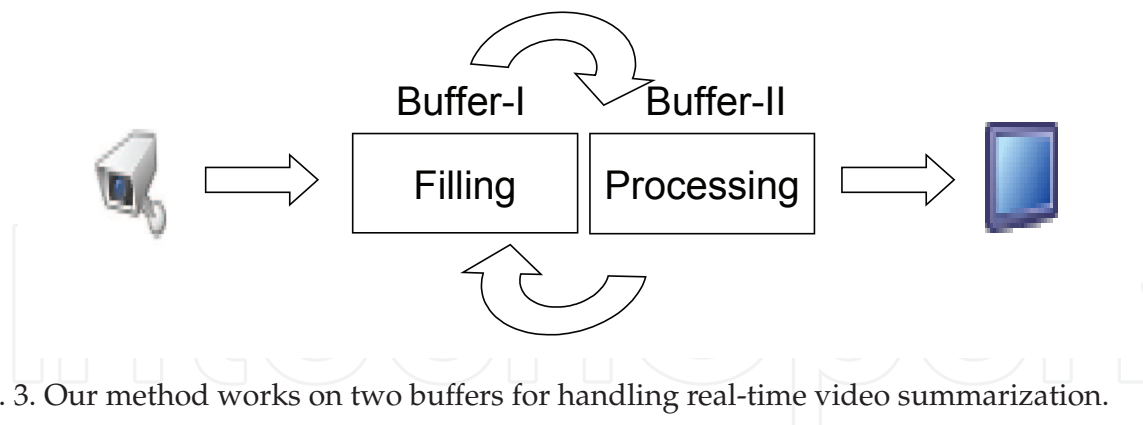 Buffer-I Buffer-II
Filling Processing
. 3. Our method works on two buffers for handling real-time video summarization.